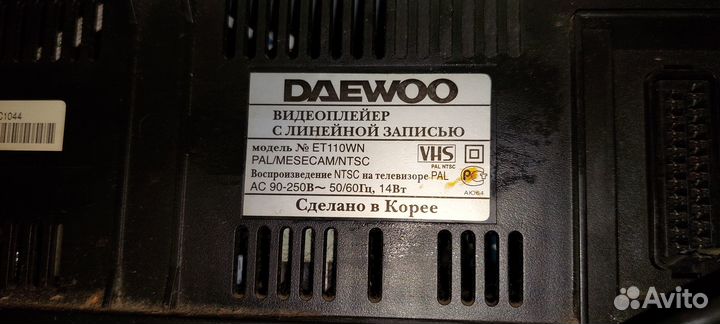 C1044
DAEWOO
ВИДЕОПЛЕЙЕР
С ЛИНЕЙНОЙ ЗАПИСЬЮ
модель № ET110WN
PAL/MESECAM/NTSC
VHS
PAL NTSC
Воспроизведение NTSC на телевизоре PAL
AC 90-250В～ 50/60Гц, 14Вт
АЮ64
Сделано в Корее
Avito